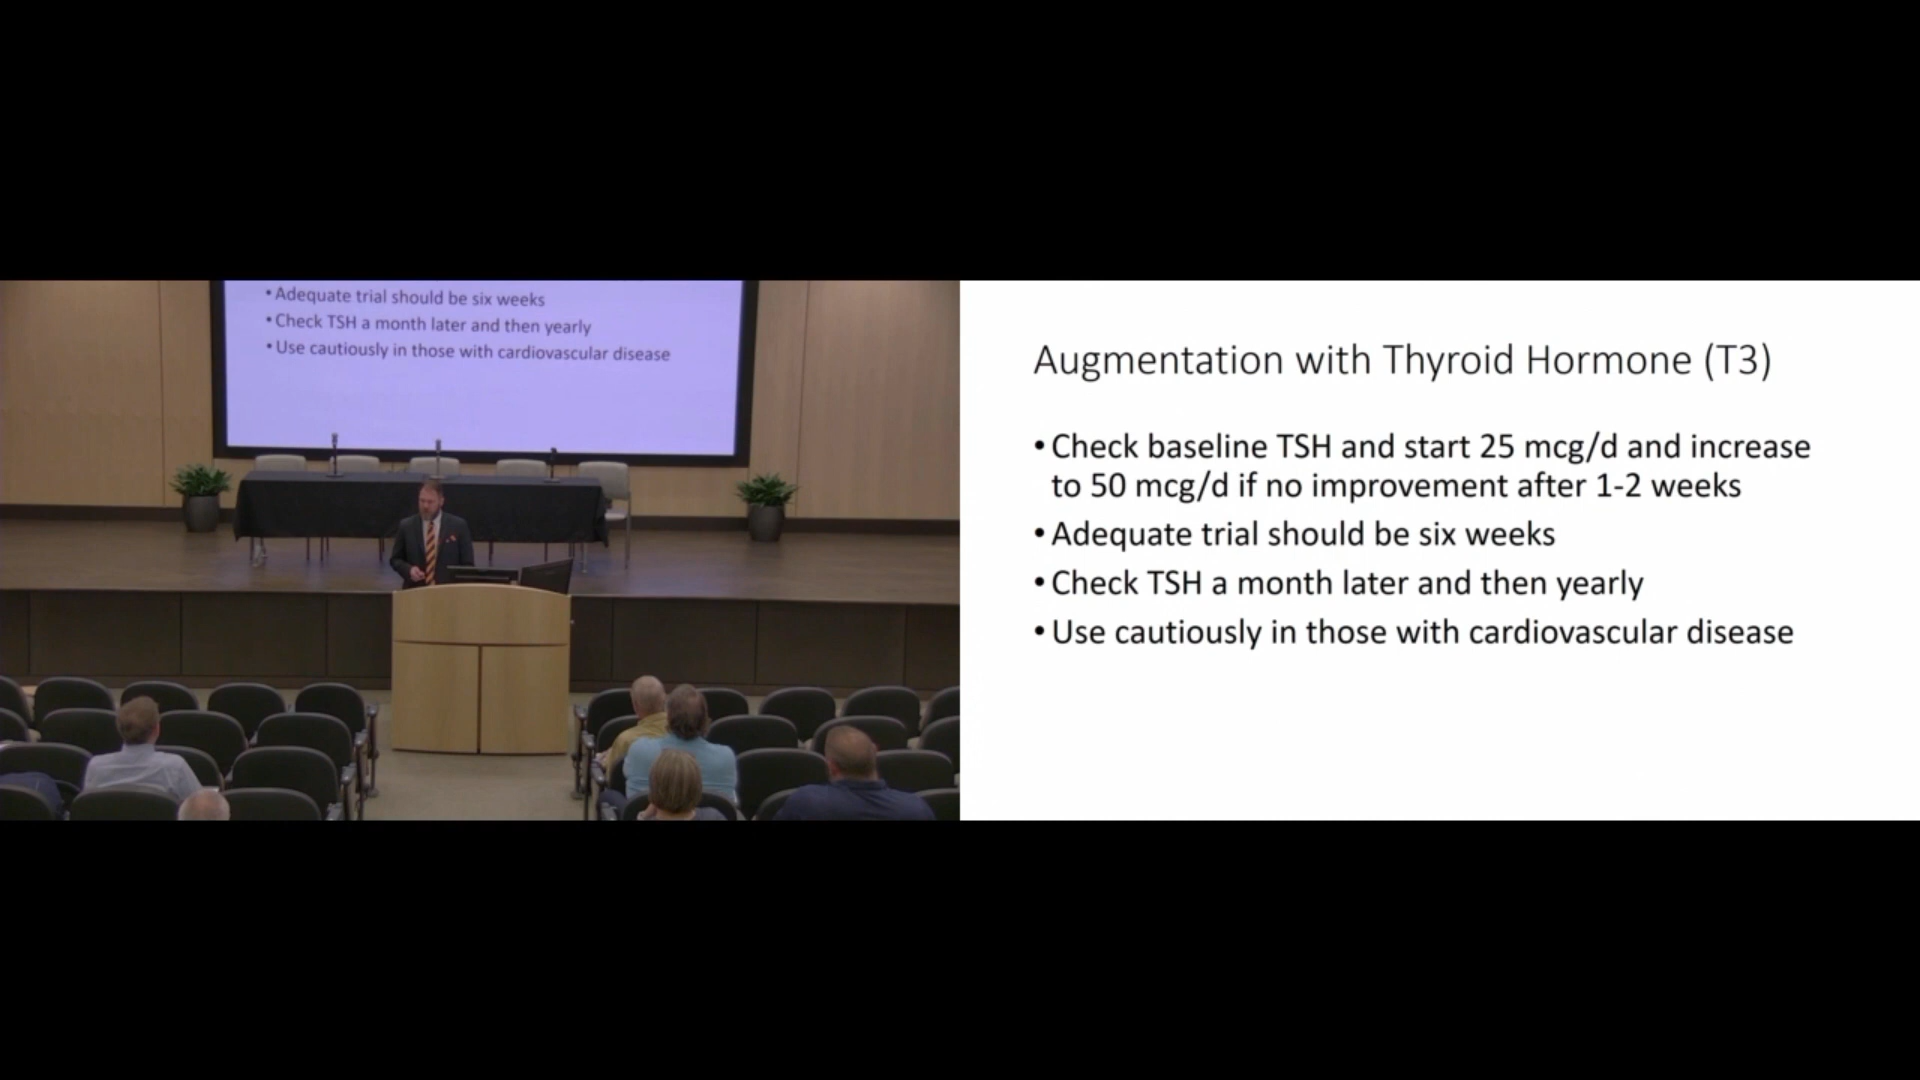 • Adequate trial should be six weeks
• Check TSH a month later and then yearly
• Use cautiously in those with cardiovascular disease
Augmentation with Thyroid Hormone (T3)
• Check baseline TSH and start 25 mcg/d and increase
to 50 mcg/d if no improvement after 1-2 weeks
• Adequate trial should be six weeks
• Check TSH a month later and then yearly
• Use cautiously in those with cardiovascular disease